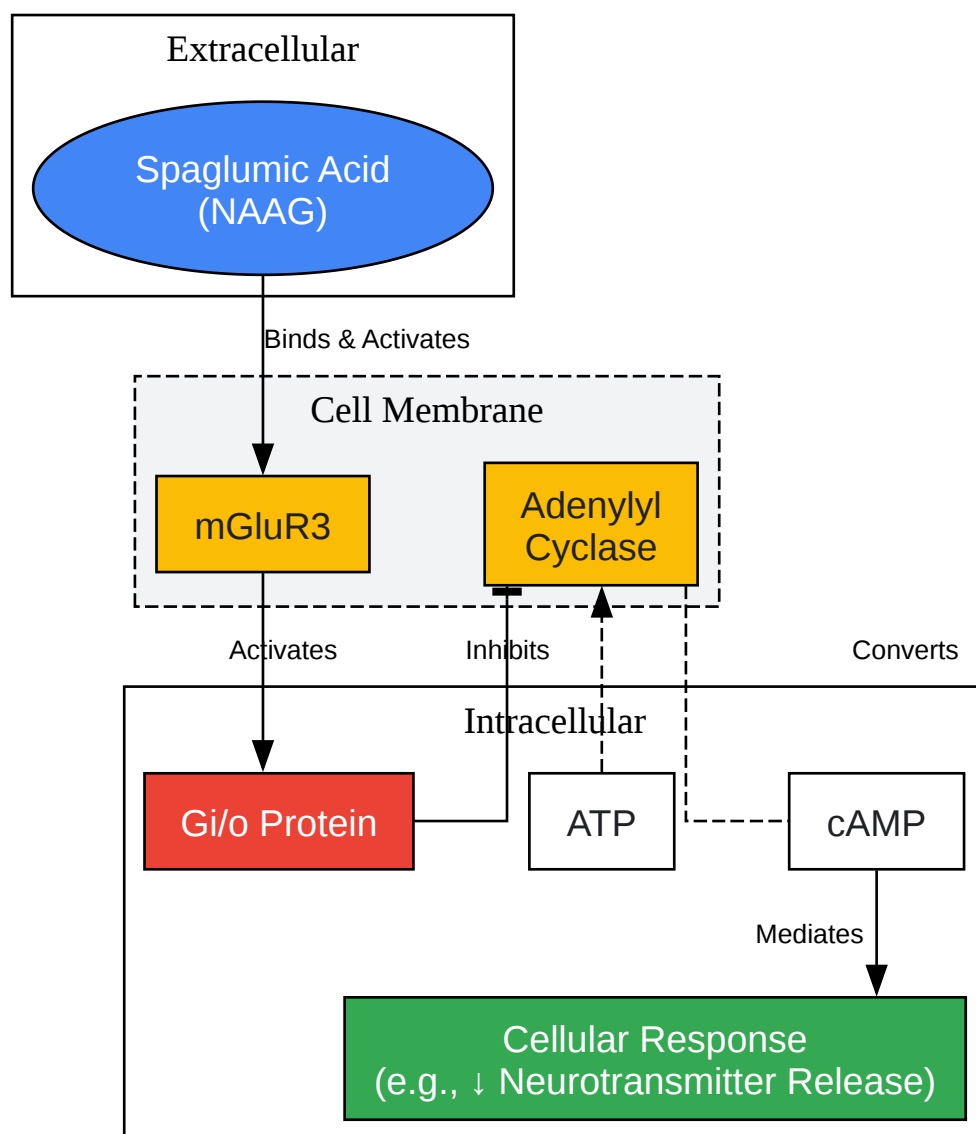 Extracellular
Spaglumic Acid
(NAAG)
Binds & Activates
Cell Membrane
mGluR3
Adenylyl
Cyclase
Activates
Inhibits
Converts
Intracellular
Gi/o Protein
ATP
cAMP
Mediates
Cellular Response
(e.g., ↓ Neurotransmitter Release)